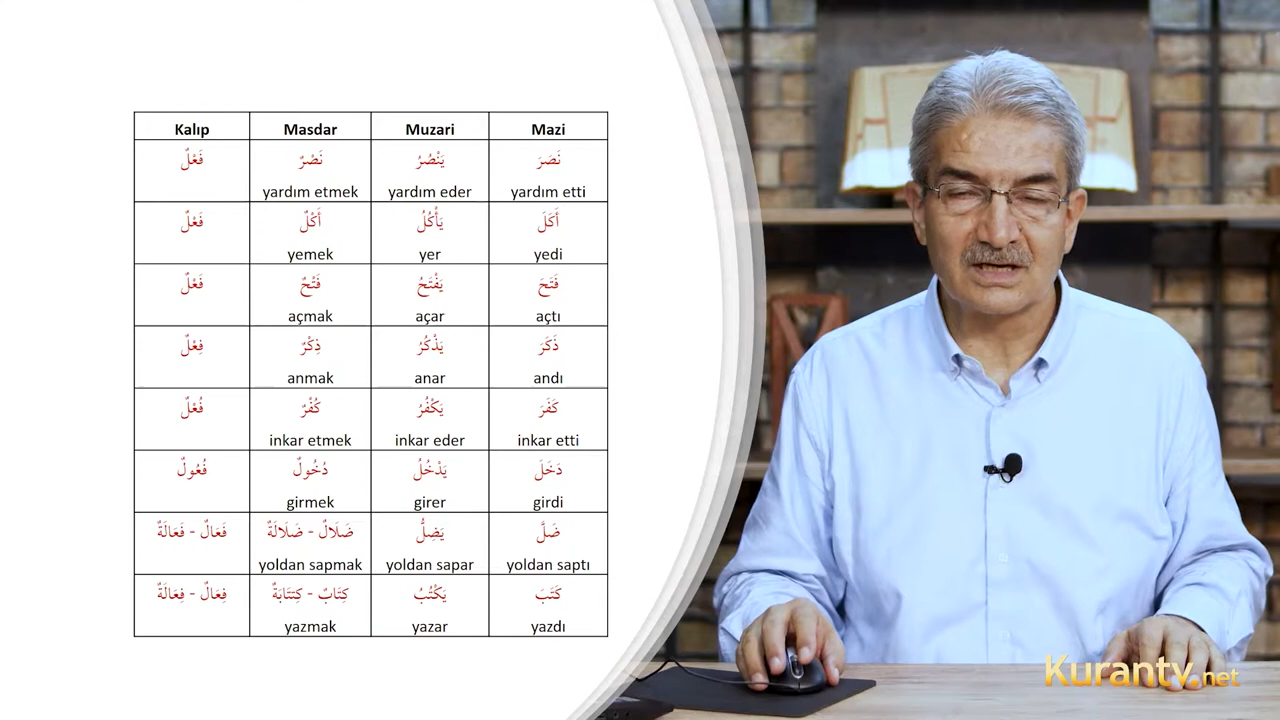 Kalıp Masdar Muzari Mazi
فَعْلٌ نَصْرٌ يَنْصُرُ نَصَرَ
yardım etmek yardım eder yardım etti
فَعْلٌ أَكْلٌ يَأْكُلُ أَكَلَ
yemek yer yedi
فَعْلٌ فَتْحٌ يَفْتَحُ فَتَحَ
açmak açar açtı
فِعْلٌ ذِكْرٌ يَذْكُرُ ذَكَرَ
anmak anar andı
فُعْلٌ كُفْرٌ يَكْفُرُ كَفَرَ
inkar etmek inkar eder inkar etti
فُعُولٌ دُخُولٌ يَدْخُلُ دَخَلَ
girmek girer girdi
فَعَالٌ - فَعَالَةٌ ضَلَالٌ - ضَلَالَةٌ يَضِلُّ ضَلَّ
yoldan sapmak yoldan sapar yoldan saptı
فِعَالٌ - فِعَالَةٌ كِتَابٌ - كِتَتَابَةٌ يَكْتُبُ كَتَبَ
yazmak yazar yazdı
Kurantv.net